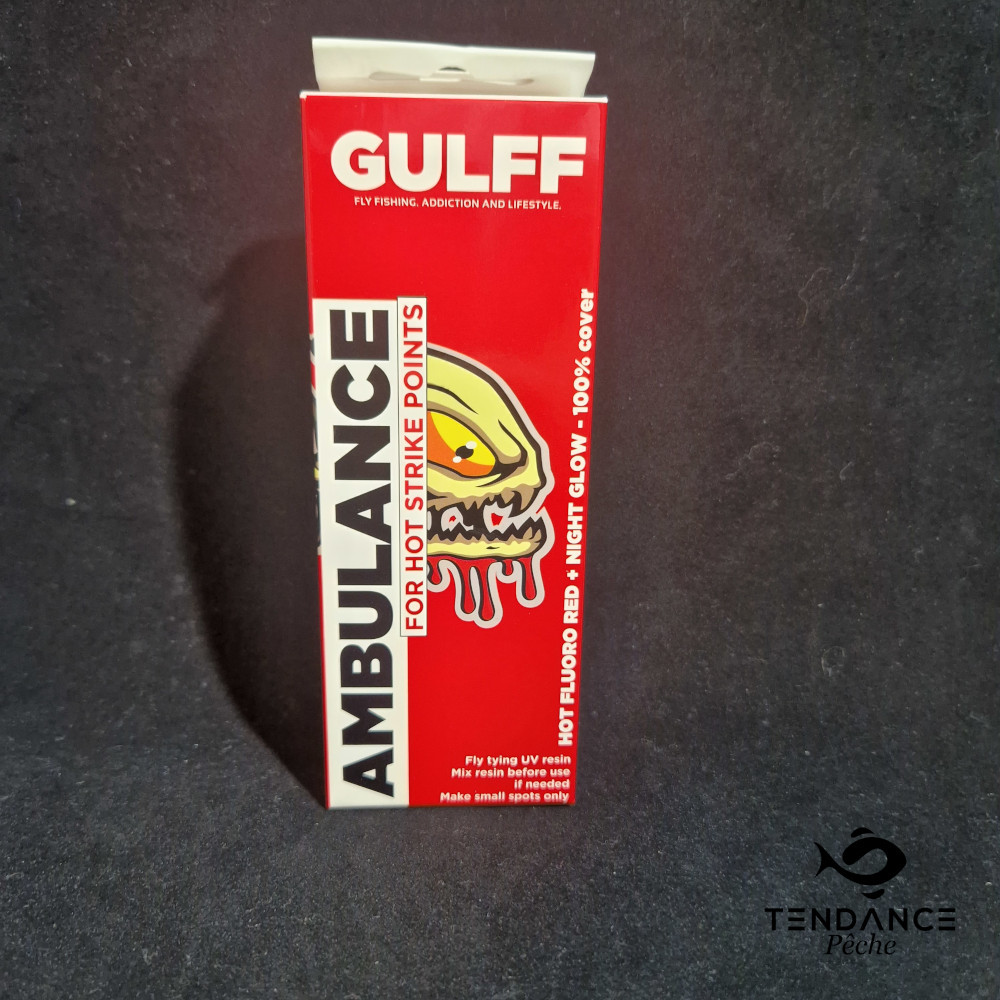 GULFF
FLY FISHING. ADDICTION AND LIFESTYLE.
AMBULANCE
FOR HOT STRIKE POINTS
HOT FLUORO RED + NIGHT GLOW - 100% cover
Fly tying UV resin
Mix resin before use
if needed
Make small spots only
TENDANCE
Pêche